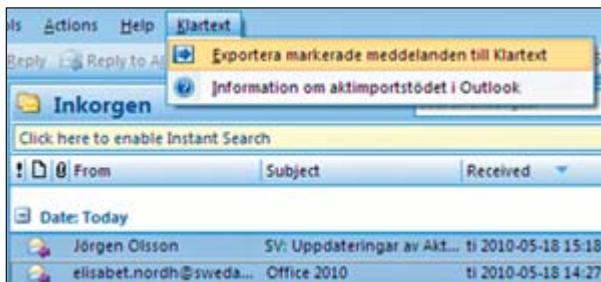 ls Actions Help Klartext
Reply Reply to A
Exportera markerade meddelanden till Klartext
Information om aktimportstödet i Outlook
Inkorgen
Click here to enable Instant Search
! From Subject Received
Date: Today
Jörgen Olsson SV: Uppdateringar av Akt... ti 2010-05-18 15:18
elisabet.nordh@sweda... Office 2010 ti 2010-05-18 14:27